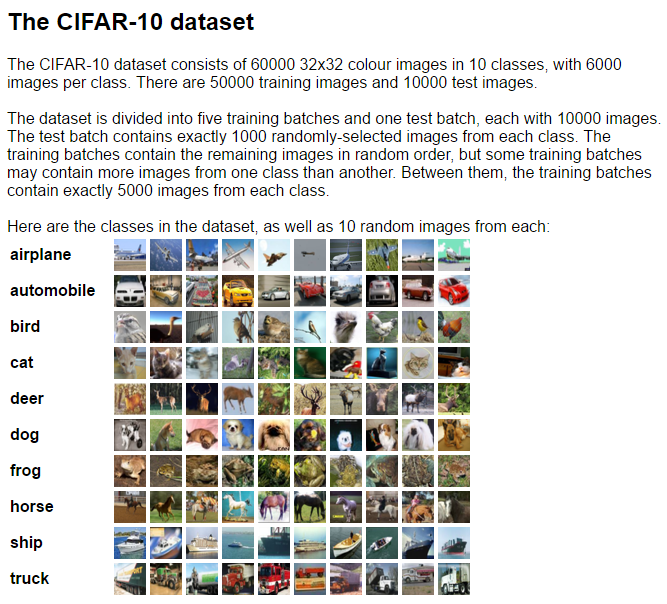 The CIFAR-10 dataset
The CIFAR-10 dataset consists of 60000 32x32 colour images in 10 classes, with 6000
images per class. There are 50000 training images and 10000 test images.
The dataset is divided into five training batches and one test batch, each with 10000 images.
The test batch contains exactly 1000 randomly-selected images from each class. The
training batches contain the remaining images in random order, but some training batches
may contain more images from one class than another. Between them, the training batches
contain exactly 5000 images from each class.
Here are the classes in the dataset, as well as 10 random images from each:
airplane
automobile
bird
cat
deer
dog
frog
horse
ship
truck